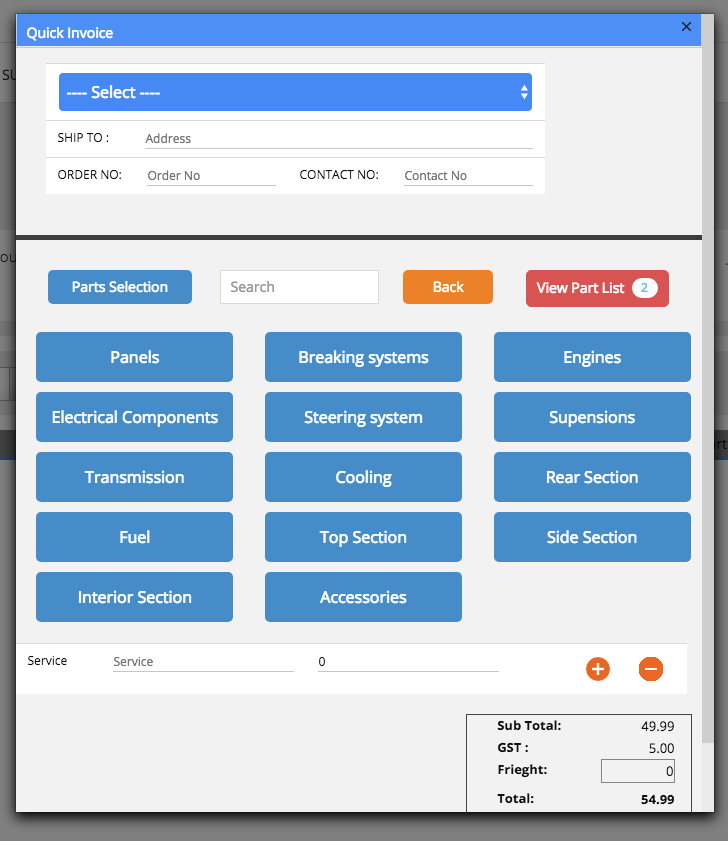 Quick Invoice ×
---- Select ----
SHIP TO : Address
ORDER NO: Order No CONTACT NO: Contact No
Parts Selection Search Back View Part List 2
Panels Breaking systems Engines
Electrical Components Steering system Supensions
Transmission Cooling Rear Section
Fuel Top Section Side Section
Interior Section Accessories
Service Service 0
Sub Total: 49.99
GST : 5.00
Frieght: 0
Total: 54.99